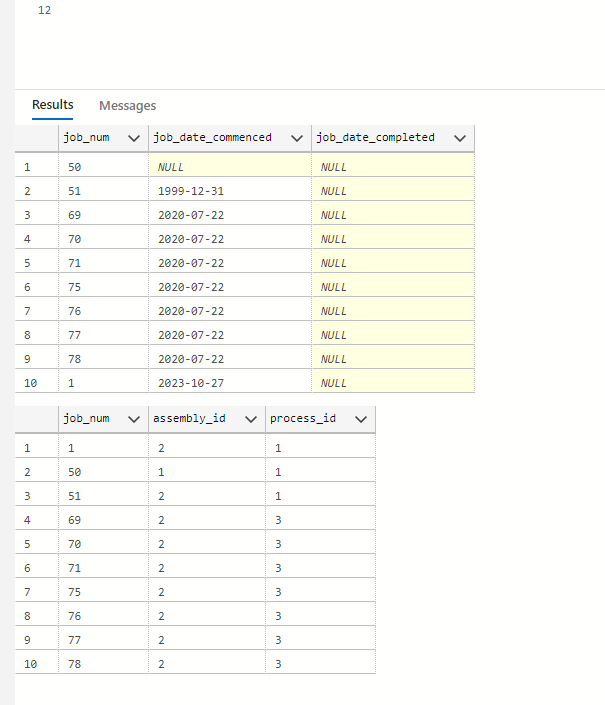 12
Results Messages
job_num job_date_commenced job_date_completed
1 50 NULL NULL
2 51 1999-12-31 NULL
3 69 2020-07-22 NULL
4 70 2020-07-22 NULL
5 71 2020-07-22 NULL
6 75 2020-07-22 NULL
7 76 2020-07-22 NULL
8 77 2020-07-22 NULL
9 78 2020-07-22 NULL
10 1 2023-10-27 NULL
job_num assembly_id process_id
1 1 2 1
2 50 1 1
3 51 2 1
4 69 2 3
5 70 2 3
6 71 2 3
7 75 2 3
8 76 2 3
9 77 2 3
10 78 2 3